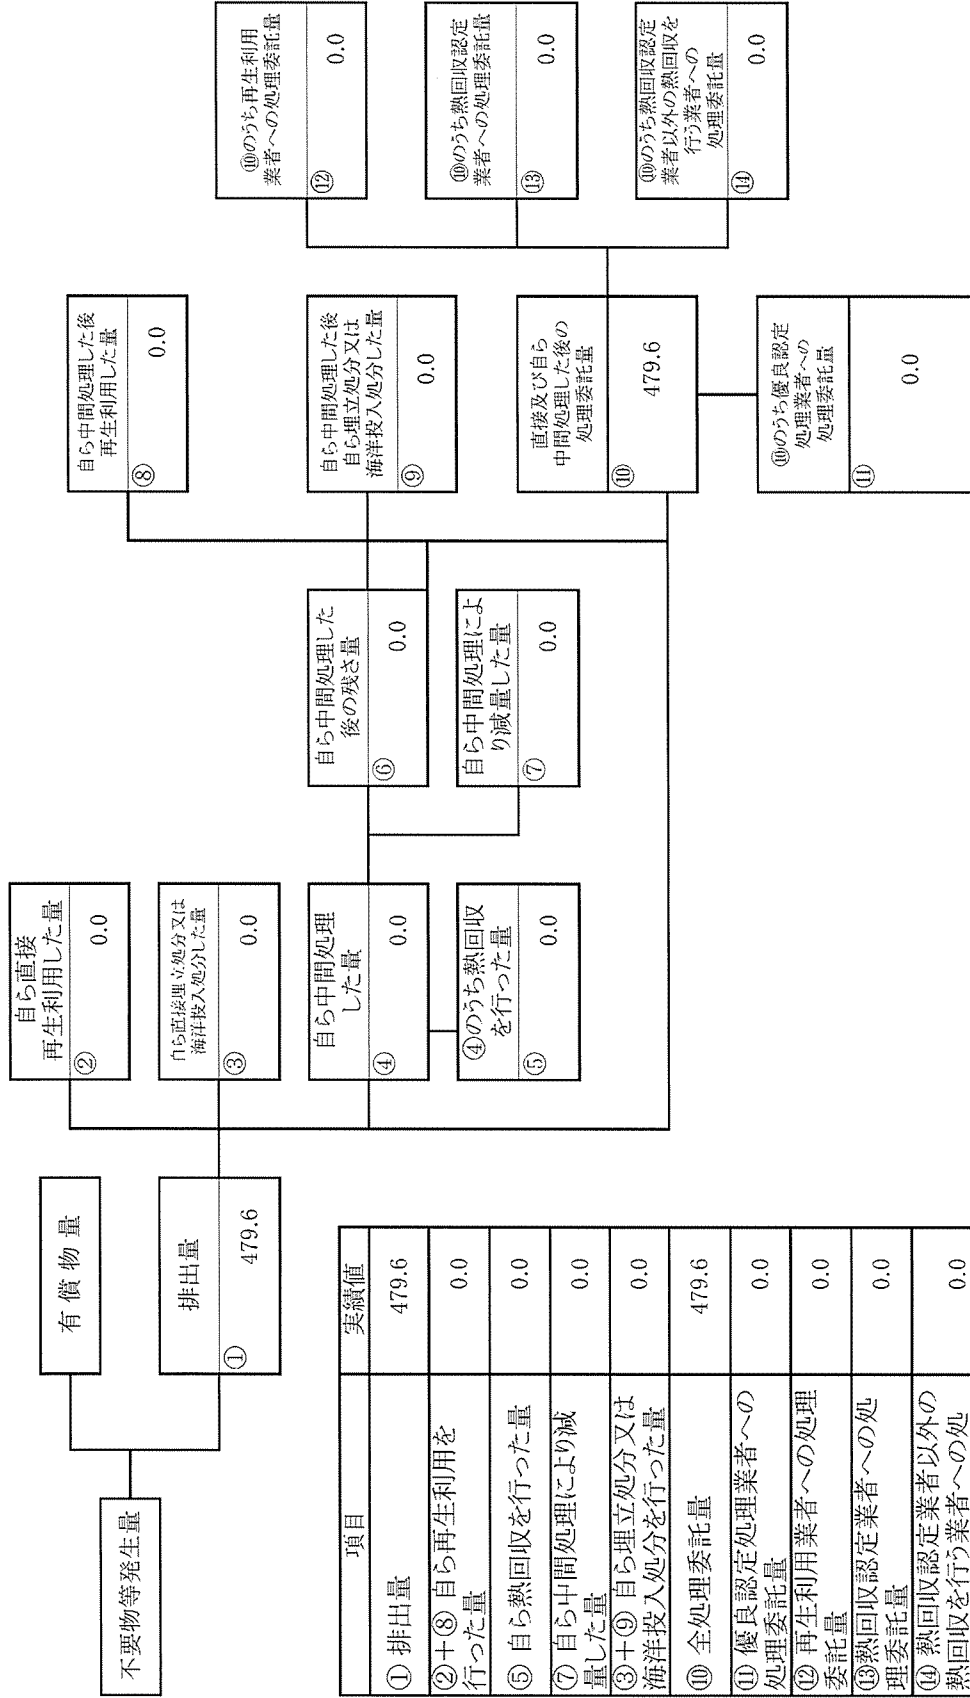 不要物等発生量
有償物量
排出量
①
479.6
自ら直接
再生利用した量
②
0.0
自ら直接埋立処分又は
海洋投入処分した量
③
0.0
自ら中間処理
した量
④
0.0
④のうち熱回収
を行った量
⑤
0.0
自ら中間処理した
後の残さ量
⑥
0.0
自ら中間処理によ
り減量した量
⑦
0.0
自ら中間処理した後
再生利用した量
⑧
0.0
自ら中間処理した後
自ら埋立処分又は
海洋投入処分した量
⑨
0.0
直接及び自ら
中間処理した後の
処理委託量
⑩
479.6
⑩のうち優良認定
処理業者への
処理委託量
⑪
0.0
⑩のうち再生利用
業者への処理委託量
⑫
0.0
⑩のうち熱回収認定
業者への処理委託量
⑬
0.0
⑩のうち熱回収認定
業者以外の熱回収を
行う業者への
処理委託量
⑭
0.0
項目 実績値
① 排出量 479.6
②+⑧ 自ら再生利用を
行った量 0.0
⑤ 自ら熱回収を行った量 0.0
⑦ 自ら中間処理により減
量した量 0.0
③+⑨ 自ら埋立処分又は
海洋投入処分を行った量 0.0
⑩ 全処理委託量 479.6
⑪ 優良認定処理業者への
処理委託量 0.0
⑫ 再生利用業者への処理
委託量 0.0
⑬熱回収認定業者への処
理委託量 0.0
⑭ 熱回収認定業者以外の
熱回収を行う業者への処 0.0